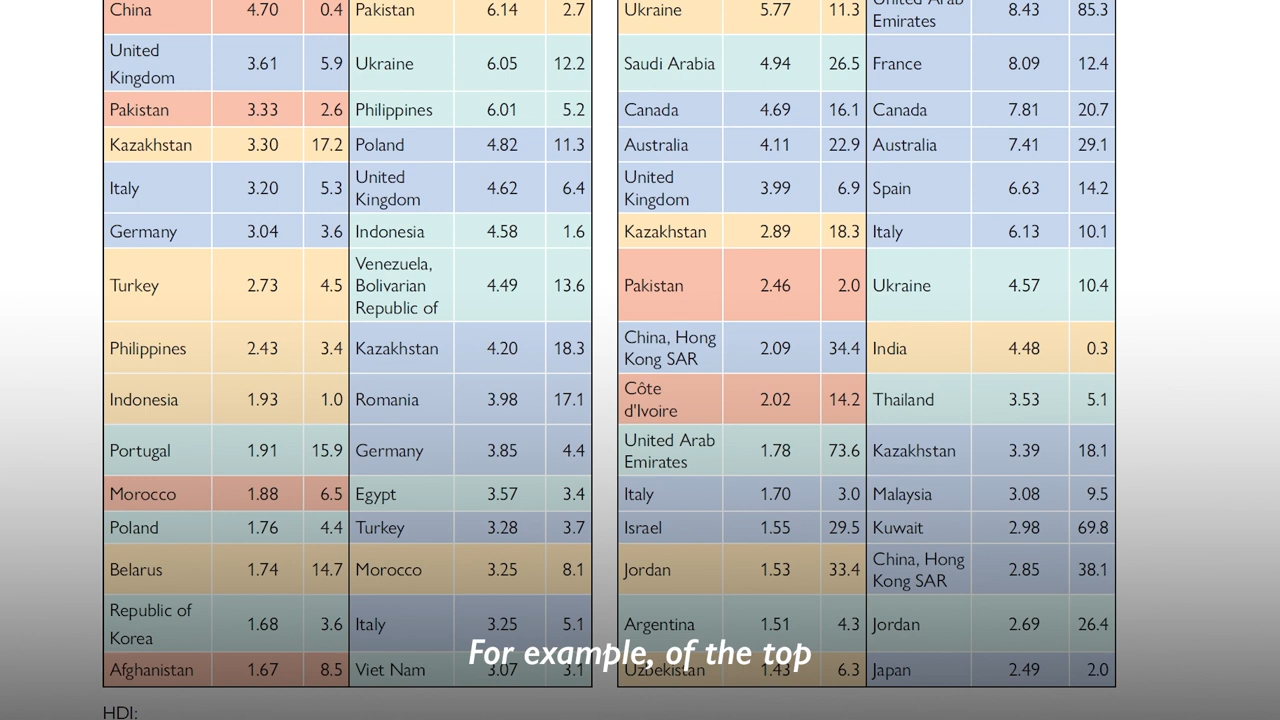 China 4.70 0.4 Pakistan 6.14 2.7 Ukraine 5.77 11.3 United Arab Emirates 8.43 85.3
United Kingdom 3.61 5.9 Ukraine 6.05 12.2 Saudi Arabia 4.94 26.5 France 8.09 12.4
Pakistan 3.33 2.6 Philippines 6.01 5.2 Canada 4.69 16.1 Canada 7.81 20.7
Kazakhstan 3.30 17.2 Poland 4.82 11.3 Australia 4.11 22.9 Australia 7.41 29.1
Italy 3.20 5.3 United Kingdom 4.62 6.4 United Kingdom 3.99 6.9 Spain 6.63 14.2
Germany 3.04 3.6 Indonesia 4.58 1.6 Kazakhstan 2.89 18.3 Italy 6.13 10.1
Turkey 2.73 4.5 Venezuela, Bolivarian Republic of 4.49 13.6 Pakistan 2.46 2.0 Ukraine 4.57 10.4
Philippines 2.43 3.4 Kazakhstan 4.20 18.3 China, Hong Kong SAR 2.09 34.4 India 4.48 0.3
Indonesia 1.93 1.0 Romania 3.98 17.1 Côte d'Ivoire 2.02 14.2 Thailand 3.53 5.1
Portugal 1.91 15.9 Germany 3.85 4.4 United Arab Emirates 1.78 73.6 Kazakhstan 3.39 18.1
Morocco 1.88 6.5 Egypt 3.57 3.4 Italy 1.70 3.0 Malaysia 3.08 9.5
Poland 1.76 4.4 Turkey 3.28 3.7 Israel 1.55 29.5 Kuwait 2.98 69.8
Belarus 1.74 14.7 Morocco 3.25 8.1 Jordan 1.53 33.4 China, Hong Kong SAR 2.85 38.1
Republic of Korea 1.68 3.6 Italy 3.25 5.1 Argentina 1.51 4.3 Jordan 2.69 26.4
For example, of the top
Afghanistan 1.67 8.5 Viet Nam 3.07 3.1 Uzbekistan 1.43 6.3 Japan 2.49 2.0
HDI: